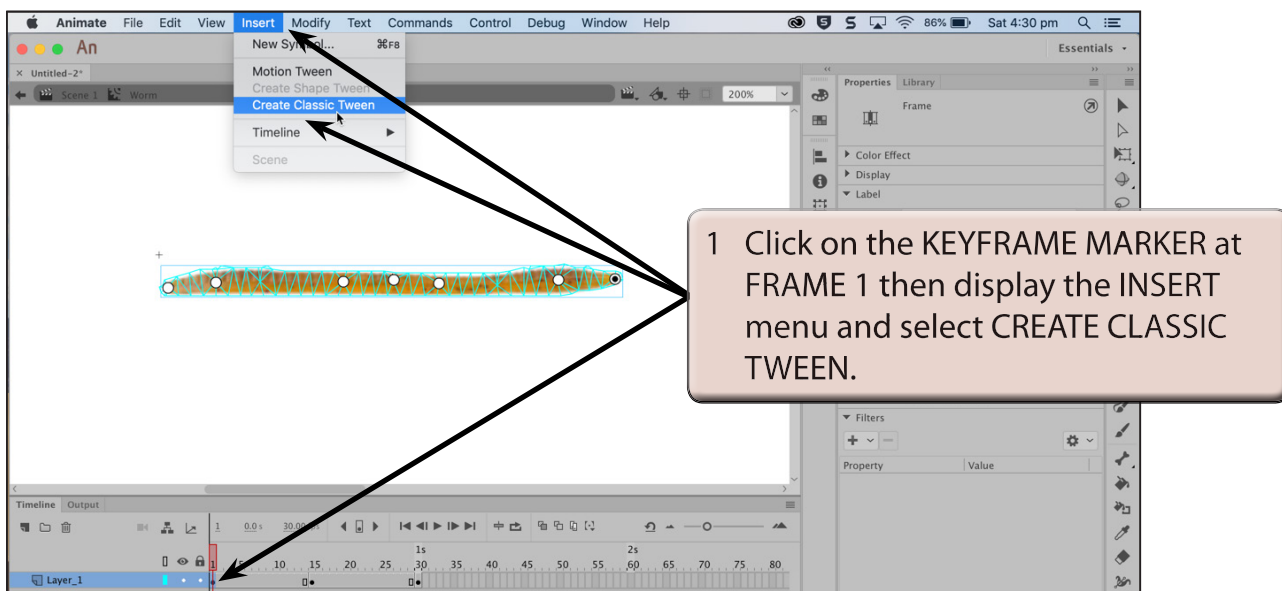 Animate File Edit View Insert Modify Text Commands Control Debug Window Help 86% Sat 4:30 pm
An
Essentials
New ⌘F8
× Untitled-2*
Motion Tween
Properties Library
Scene 1 Worm
Create Shape Tween
200%
Create Classic Tween
Frame
Timeline
Color Effect
Scene
Display
Label
1 Click on the KEYFRAME MARKER at
FRAME 1 then display the INSERT
menu and select CREATE CLASSIC
TWEEN.
Filters
Property Value
Timeline Output
1 0.0 s
1s 2s
1 5 10 15 20 25 30 35 40 45 50 55 60 65 70 75 80
Layer_1